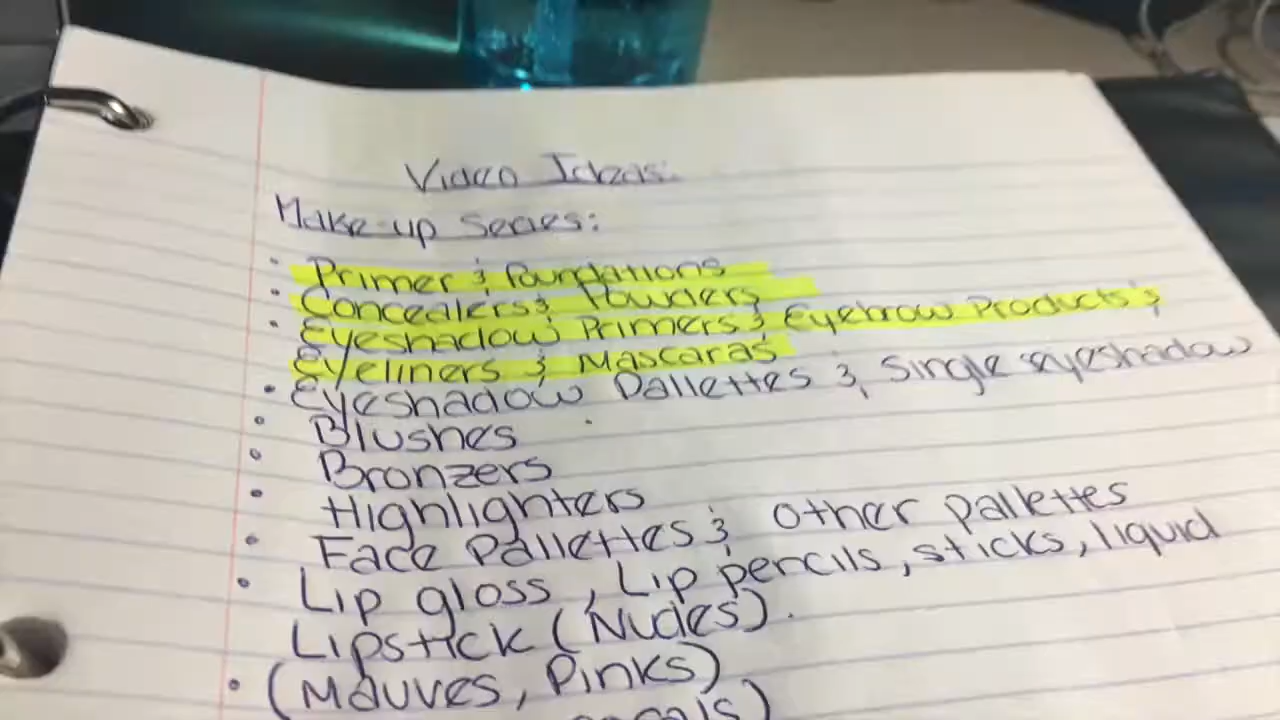 Video Ideas:
Make-up Series:
• Primer & Foundations
• Concealers & Powders
• Eyeshadow Primers & Eyebrow Products &
Eyeliners & Mascaras
• Eyeshadow Pallettes & Single eyeshadow
• Blushes
• Bronzers
• Highlighters
• Face Pallettes & other pallettes
• Lip gloss, Lip pencils, sticks, liquid
Lipstick (Nudes).
• (Mauves, Pinks)